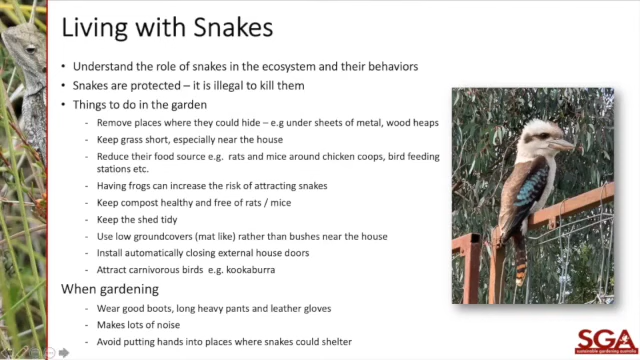 Living with Snakes
• Understand the role of snakes in the ecosystem and their behaviors
• Snakes are protected – it is illegal to kill them
• Things to do in the garden
- Remove places where they could hide – e.g under sheets of metal, wood heaps
- Keep grass short, especially near the house
- Reduce their food source e.g. rats and mice around chicken coops, bird feeding
stations etc.
- Having frogs can increase the risk of attracting snakes
- Keep compost healthy and free of rats / mice
- Keep the shed tidy
- Use low groundcovers (mat like) rather than bushes near the house
- Install automatically closing external house doors
- Attract carnivorous birds e.g. kookaburra
When gardening
- Wear good boots, long heavy pants and leather gloves
- Makes lots of noise
- Avoid putting hands into places where snakes could shelter
SGA
sustainable gardening australia